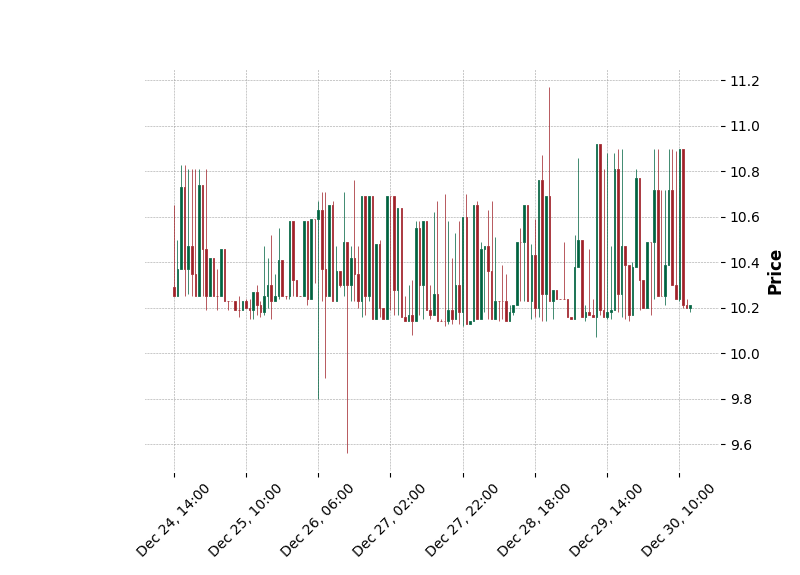 11.2
11.0
10.8
10.6
10.4
10.2
10.0
9.8
9.6
Price
Dec 24, 14:00
Dec 25, 10:00
Dec 26, 06:00
Dec 27, 02:00
Dec 27, 22:00
Dec 28, 18:00
Dec 29, 14:00
Dec 30, 10:00